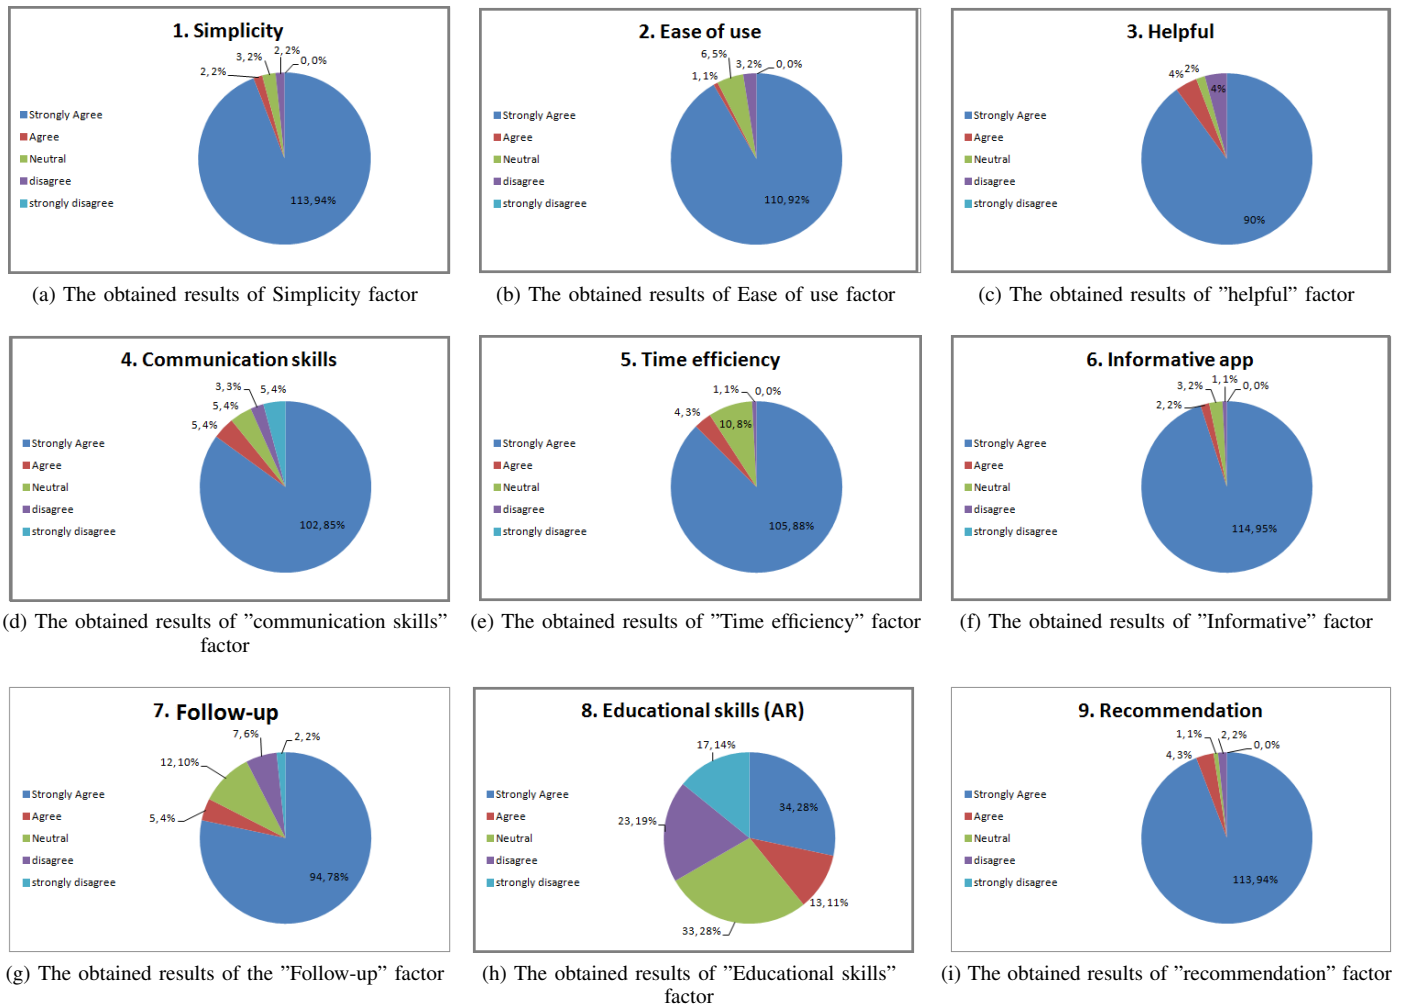 1. Simplicity
3, 2%
2, 2%
2, 2%
0, 0%
Strongly Agree
Agree
Neutral
disagree
strongly disagree
113, 94%
(a) The obtained results of Simplicity factor
2. Ease of use
6, 5%
1, 1%
3, 2%
0, 0%
Strongly Agree
Agree
Neutral
disagree
strongly disagree
110, 92%
(b) The obtained results of Ease of use factor
3. Helpful
4%
2%
4%
Strongly Agree
Agree
Neutral
disagree
strongly disagree
90%
(c) The obtained results of ”helpful” factor
4. Communication skills
3, 3%
5, 4%
5, 4%
5, 4%
Strongly Agree
Agree
Neutral
disagree
strongly disagree
102, 85%
(d) The obtained results of ”communication skills”
factor
5. Time efficiency
1, 1%
0, 0%
4, 3%
10, 8%
Strongly Agree
Agree
Neutral
disagree
strongly disagree
105, 88%
(e) The obtained results of ”Time efficiency” factor
6. Informative app
3, 2%
1, 1%
0, 0%
2, 2%
Strongly Agree
Agree
Neutral
disagree
strongly disagree
114, 95%
(f) The obtained results of ”Informative” factor
7. Follow-up
7, 6%
2, 2%
12, 10%
5, 4%
Strongly Agree
Agree
Neutral
disagree
strongly disagree
94, 78%
(g) The obtained results of the ”Follow-up” factor
8. Educational skills (AR)
17, 14%
34, 28%
23, 19%
13, 11%
33, 28%
Strongly Agree
Agree
Neutral
disagree
strongly disagree
(h) The obtained results of ”Educational skills”
factor
9. Recommendation
1, 1%
2, 2%
0, 0%
4, 3%
Strongly Agree
Agree
Neutral
disagree
strongly disagree
113, 94%
(i) The obtained results of ”recommendation” factor